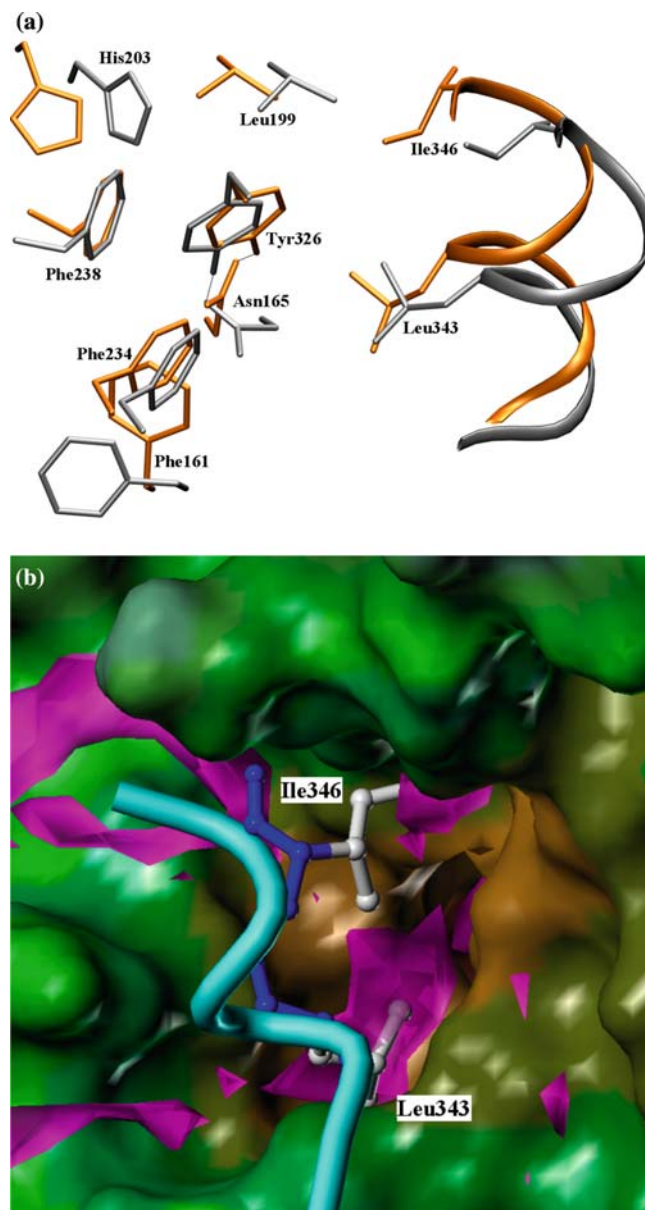 (a)
His203
Leu199
Ile346
Phe238
Tyr326
Asn165
Leu343
Phe234
Phe161
(b)
Ile346
Leu343